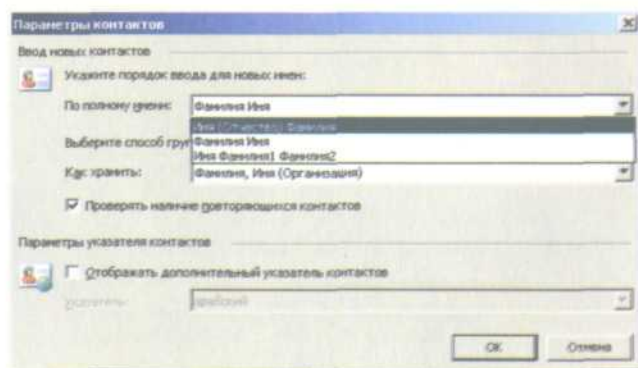 Параметры контактов
Ввод новых контактов
Укажите порядок ввода для новых имен:
По полному имени: Фамилия Имя
Имя (Отчество) Фамилия
Выберите способ груп Фамилия Имя
Имя Фамилия1 Фамилия2
Как хранить: Фамилия, Имя (Организация)
Проверять наличие повторяющихся контактов
Параметры указателя контактов
Отображать дополнительный указатель контактов
Указатель: арабский
ОК Отмена